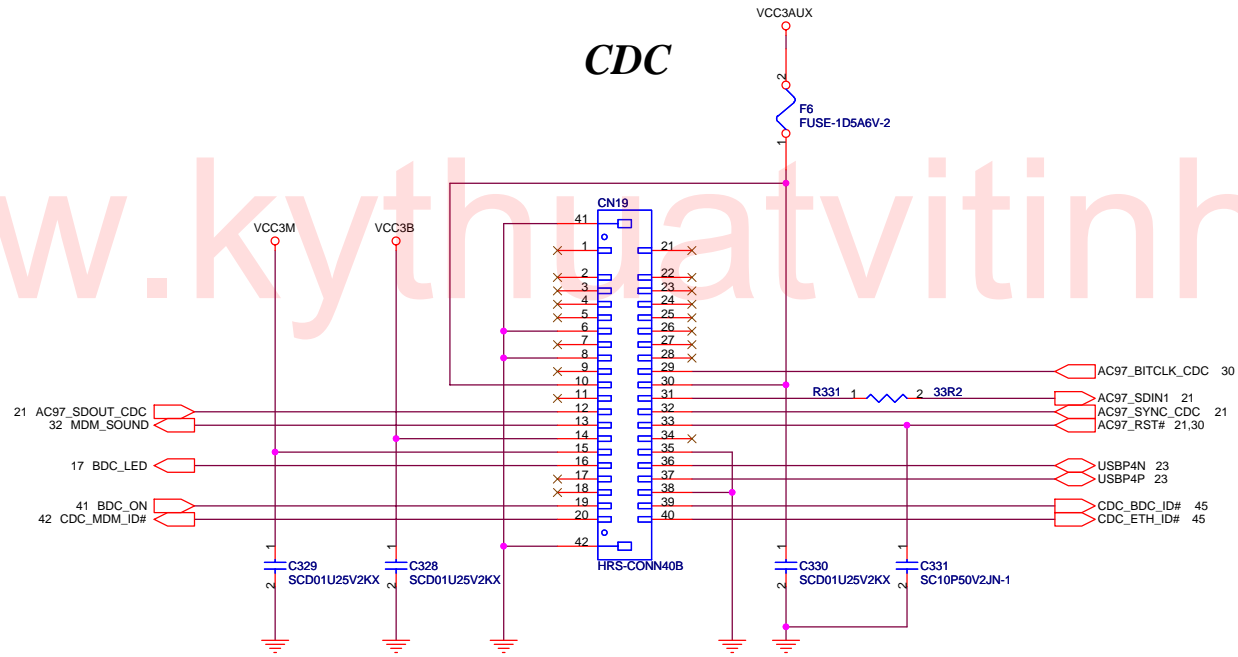 VCC3AUX
CDC
2
F6
FUSE-1D5A6V-2
1
w.kythuatvitinh
CN19
VCC3M
VCC3B
41
1 21
2 22
3 23
4 24
5 25
6 26
7 27
8 28
9 29
10 30
11 31
12 32
13 33
14 34
15 35
16 36
17 37
18 38
19 39
20 40
42
HRS-CONN40B
21 AC97_SDOUT_CDC
32 MDM_SOUND
17 BDC_LED
41 BDC_ON
42 CDC_MDM_ID#
AC97_BITCLK_CDC 30
R331 1 2 33R2
AC97_SDIN1 21
AC97_SYNC_CDC 21
AC97_RST# 21,30
USBP4N 23
USBP4P 23
CDC_BDC_ID# 45
CDC_ETH_ID# 45
1
C329
SCD01U25V2KX
2
1
C328
SCD01U25V2KX
2
1
C330
SCD01U25V2KX
2
1
C331
SC10P50V2JN-1
2